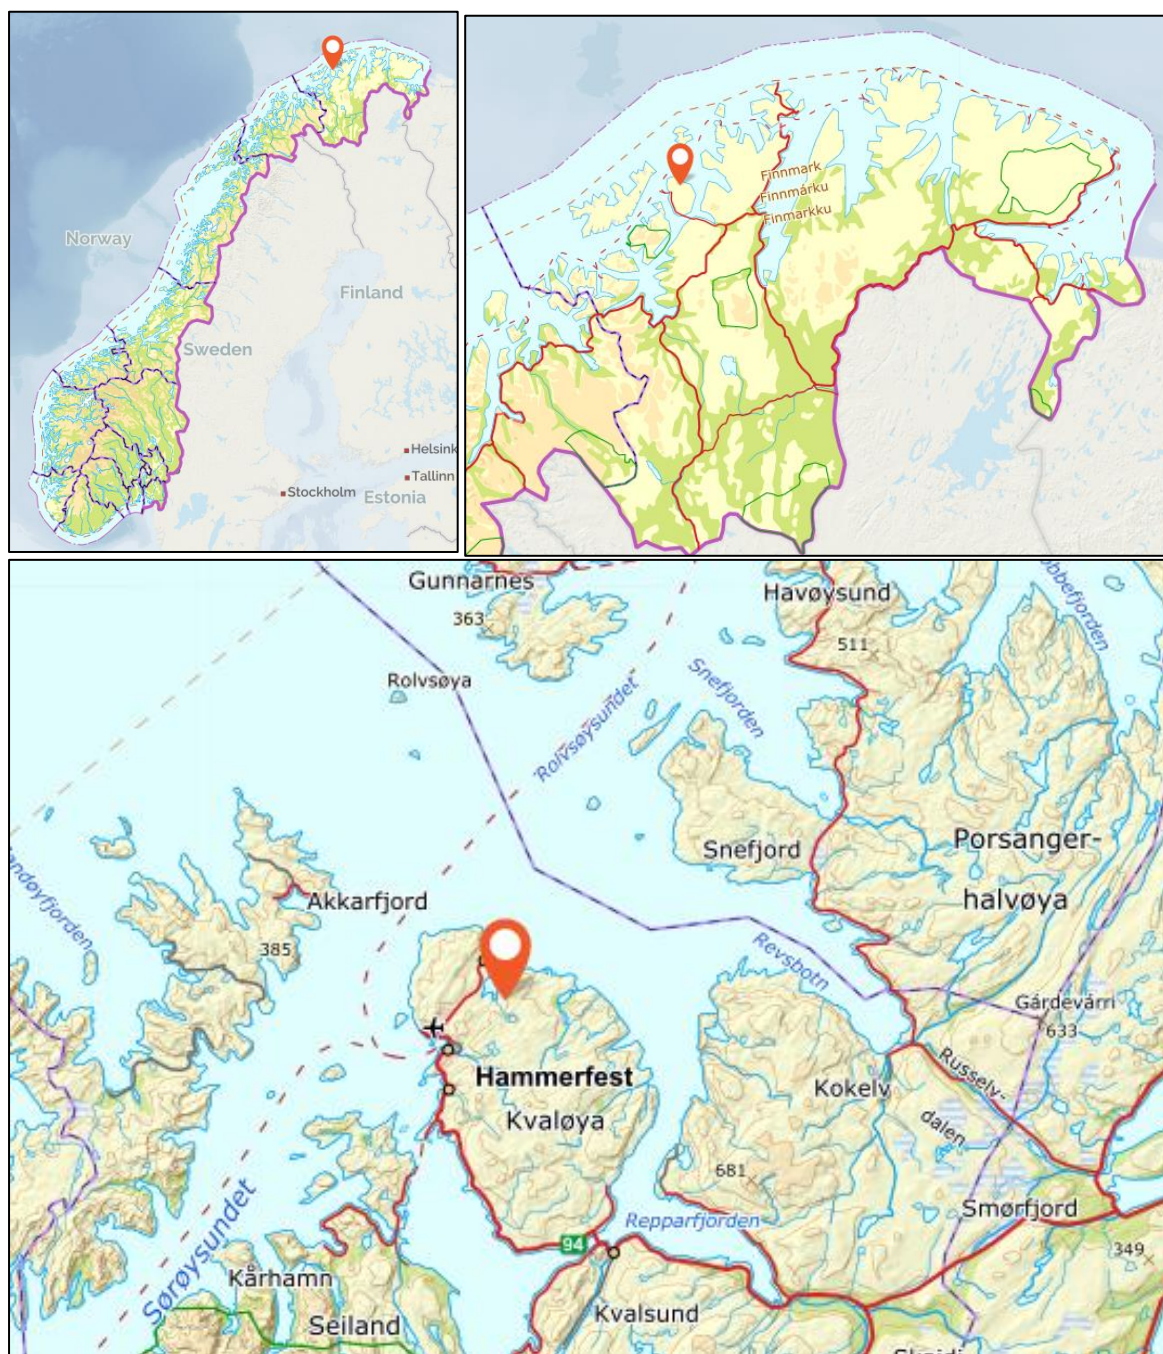 Norway
Finland
Sweden
Helsink
Tallinn
Stockholm
Estonia
Finnmark
Finnmárku
Finmarkku
Gunnarnes
363
Havøysund
511
Rolvsøya
Rolvsøysundet
Snefjorden
Snefjord
Porsanger-
halvøya
Akkarfjord
385
Revsbotn
Gárdevárri
633
Hammerfest
Kvaløya
Kokelv
Russelv-
dalen
681
Smørfjord
Repparfjorden
94
349
Sørøysundet
Kårhamn
Seiland
Kvalsund